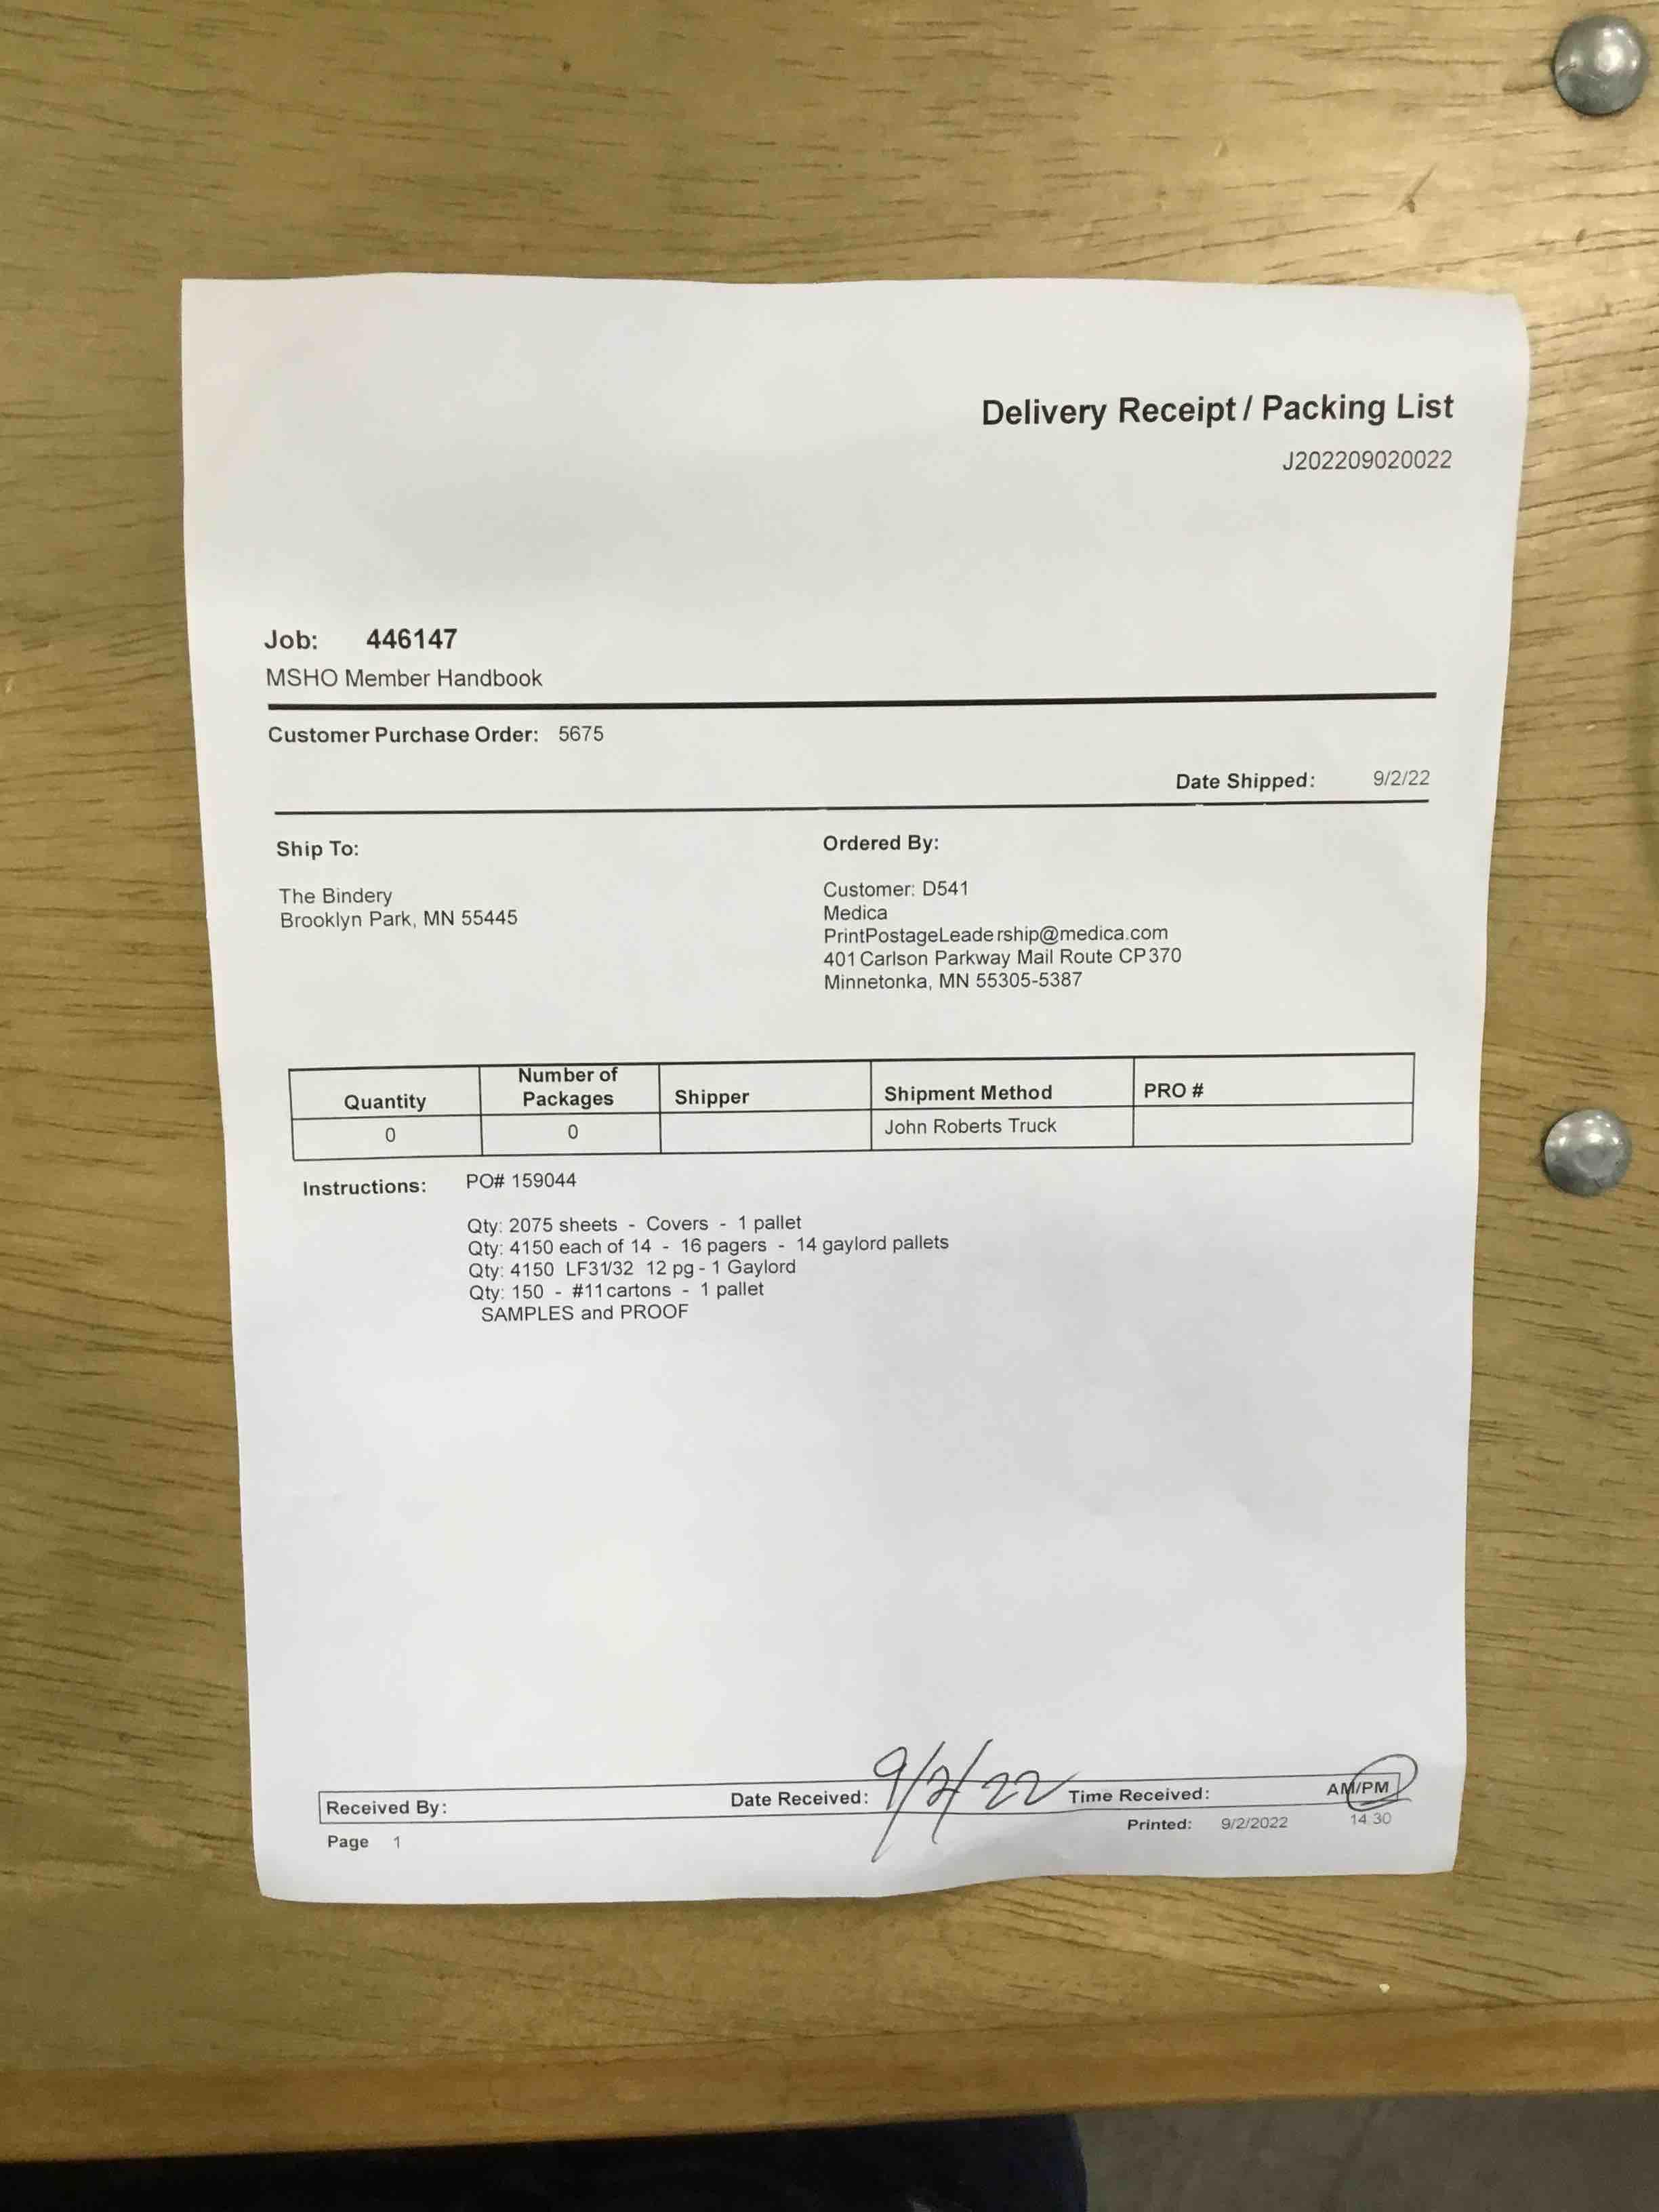 Delivery Receipt / Packing List
J202209020022
Job: 446147
MSHO Member Handbook
Customer Purchase Order: 5675
Date Shipped: 9/2/22
Ship To:
The Bindery
Brooklyn Park, MN 55445
Ordered By:
Customer: D541
Medica
PrintPostageLeadership@medica.com
401 Carlson Parkway Mail Route CP370
Minnetonka, MN 55305-5387
Quantity Number of Packages Shipper Shipment Method PRO #
0 0 John Roberts Truck
Instructions: PO# 159044
Qty: 2075 sheets - Covers - 1 pallet
Qty: 4150 each of 14 - 16 pagers - 14 gaylord pallets
Qty: 4150 LF31/32 12 pg - 1 Gaylord
Qty: 150 - #11 cartons - 1 pallet
SAMPLES and PROOF
Received By: Date Received: 9/2/22 Time Received: AM/PM
Page 1 Printed: 9/2/2022 14:30